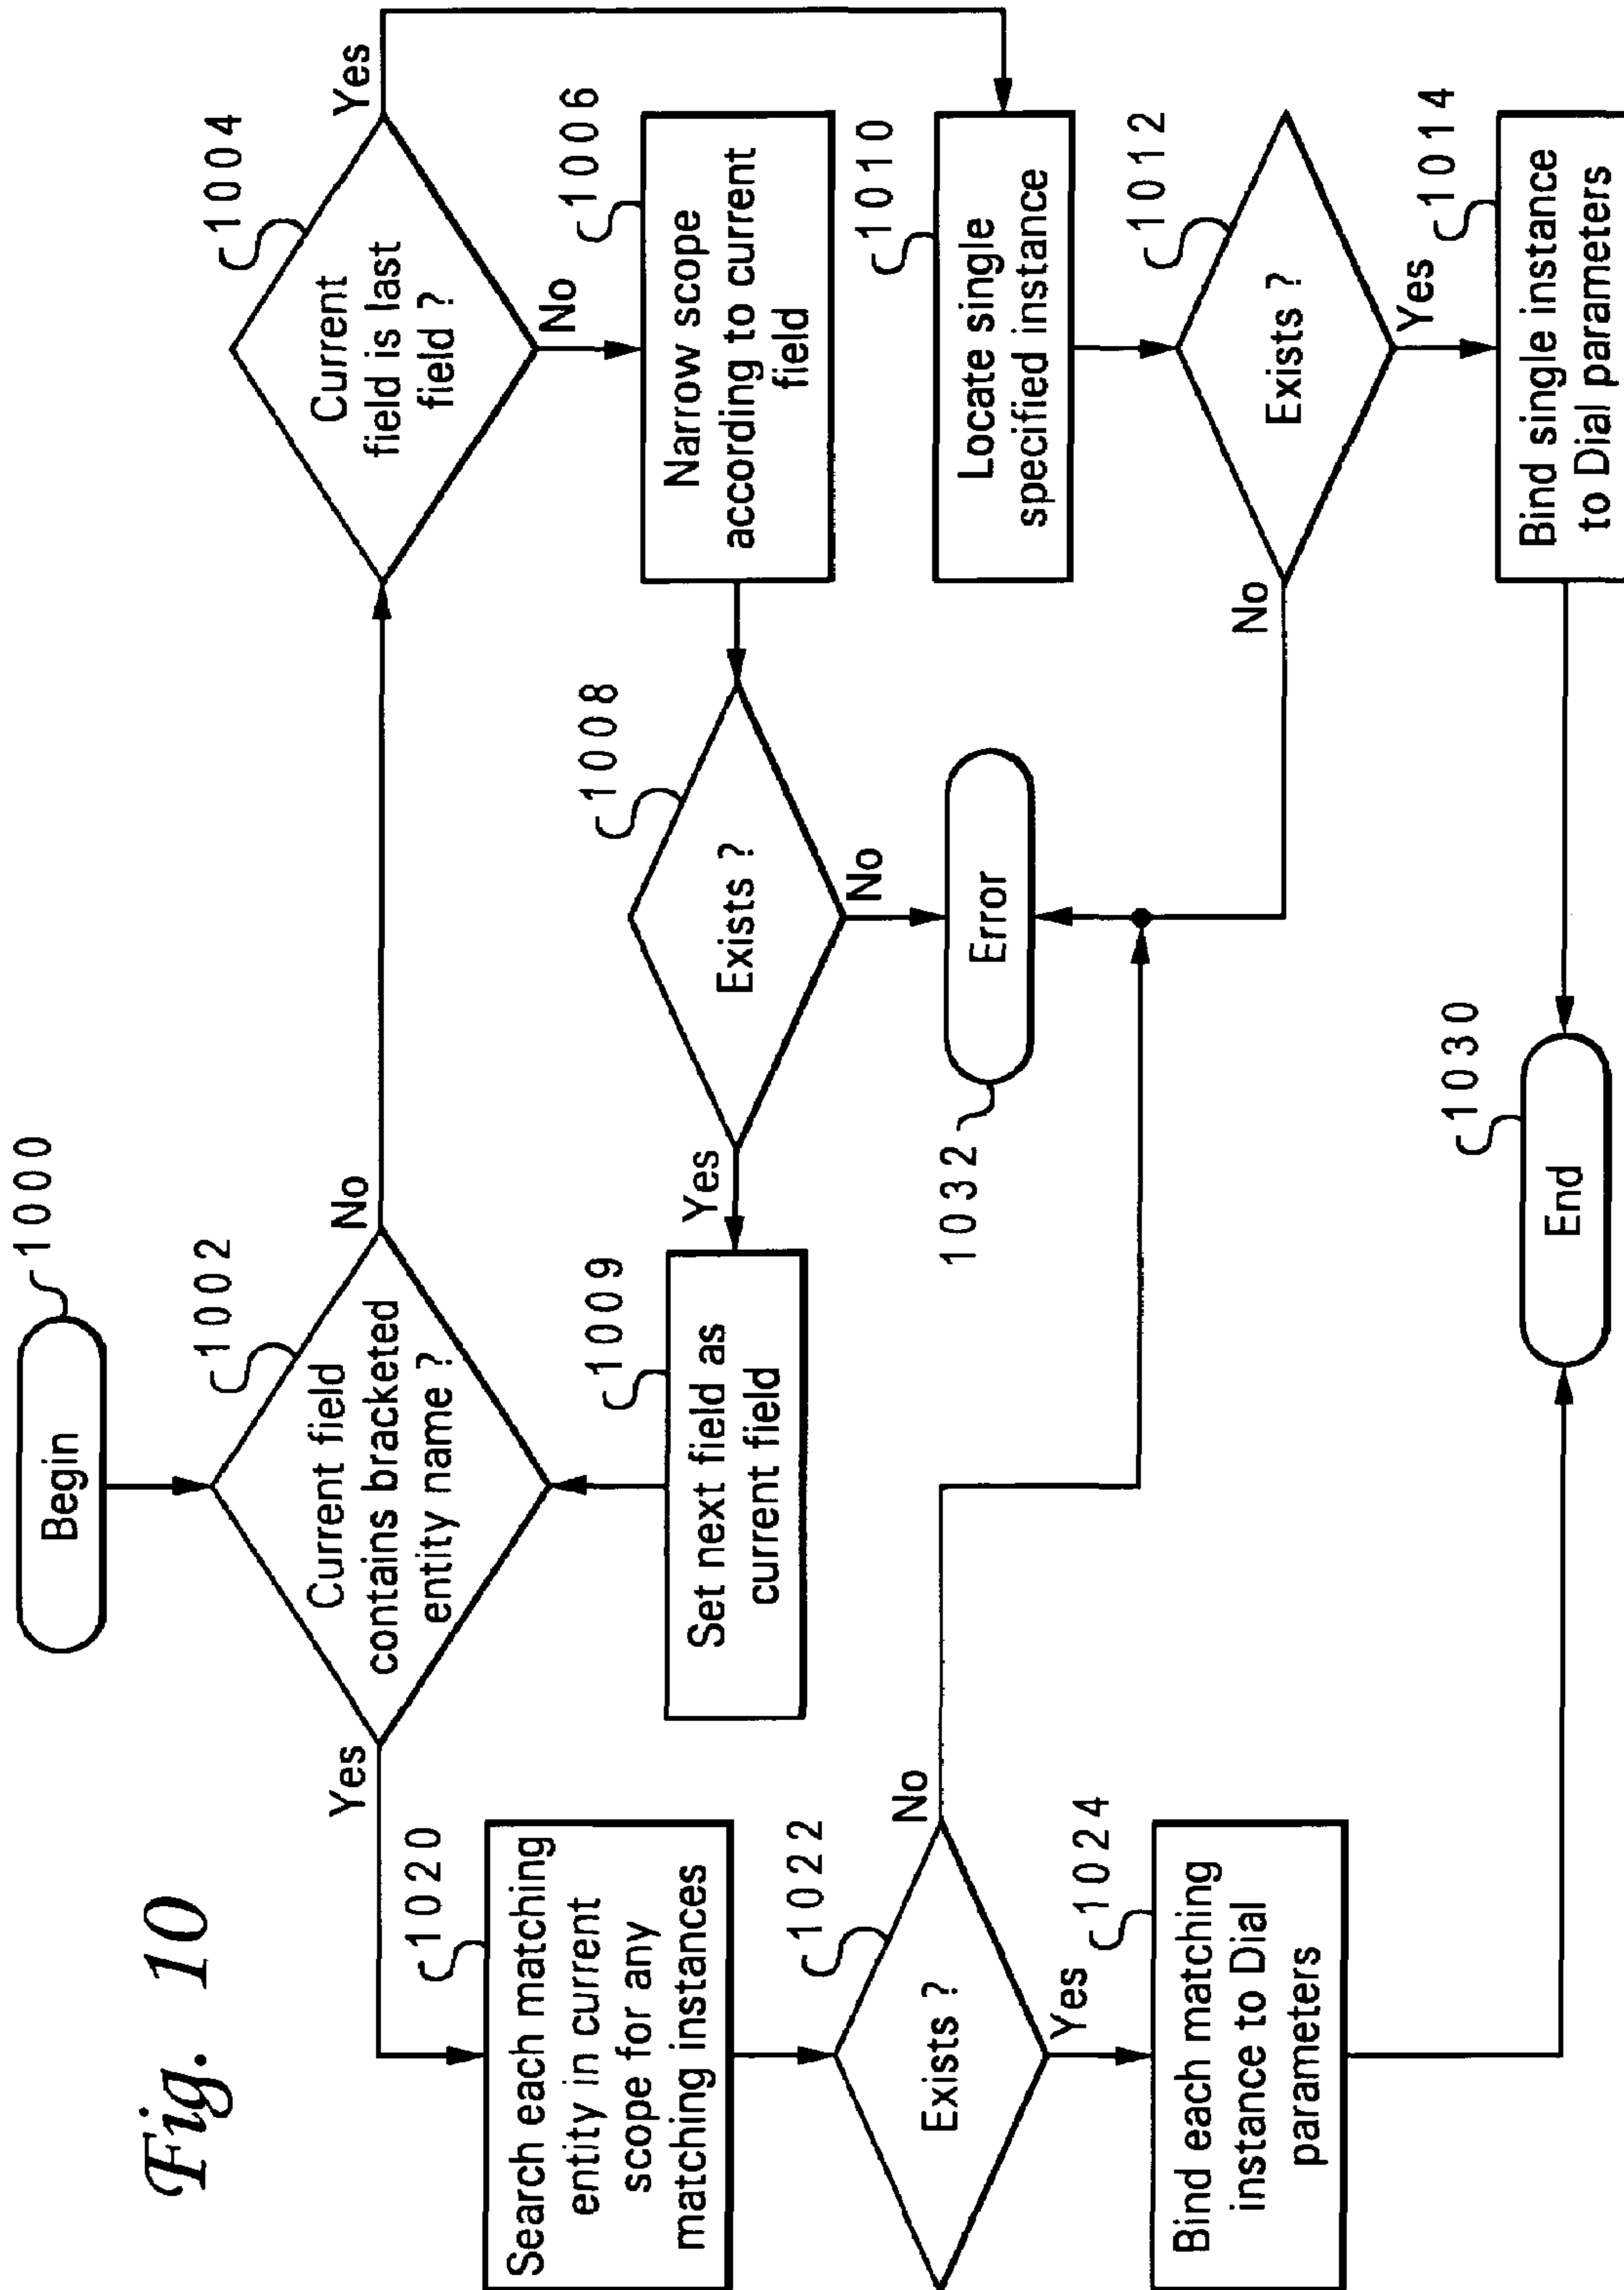 Fig. 10
Begin
1000
Current field
contains bracketed
entity name ?
1002
Yes
No
Current
field is last
field ?
1004
Yes
No
Narrow scope
according to current
field
1006
Exists ?
1008
Yes
No
Set next field as
current field
1009
Locate single
specified instance
1010
Exists ?
1012
No
Yes
Bind single instance
to Dial parameters
1014
Search each matching
entity in current
scope for any
matching instances
1020
Exists ?
1022
No
Yes
Bind each matching
instance to Dial
parameters
1024
Error
1032
End
1030